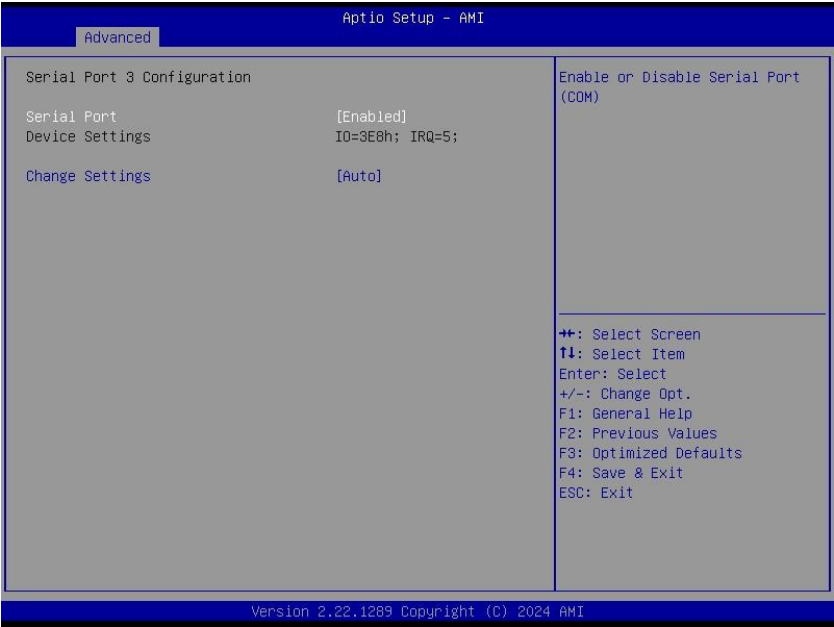 Aptio Setup - AMI
Advanced
Serial Port 3 Configuration
Serial Port [Enabled]
Device Settings IO=3E8h; IRQ=5;
Change Settings [Auto]
Enable or Disable Serial Port
(COM)
→←: Select Screen
↑↓: Select Item
Enter: Select
+/-: Change Opt.
F1: General Help
F2: Previous Values
F3: Optimized Defaults
F4: Save & Exit
ESC: Exit
Version 2.22.1289 Copyright (C) 2024 AMI